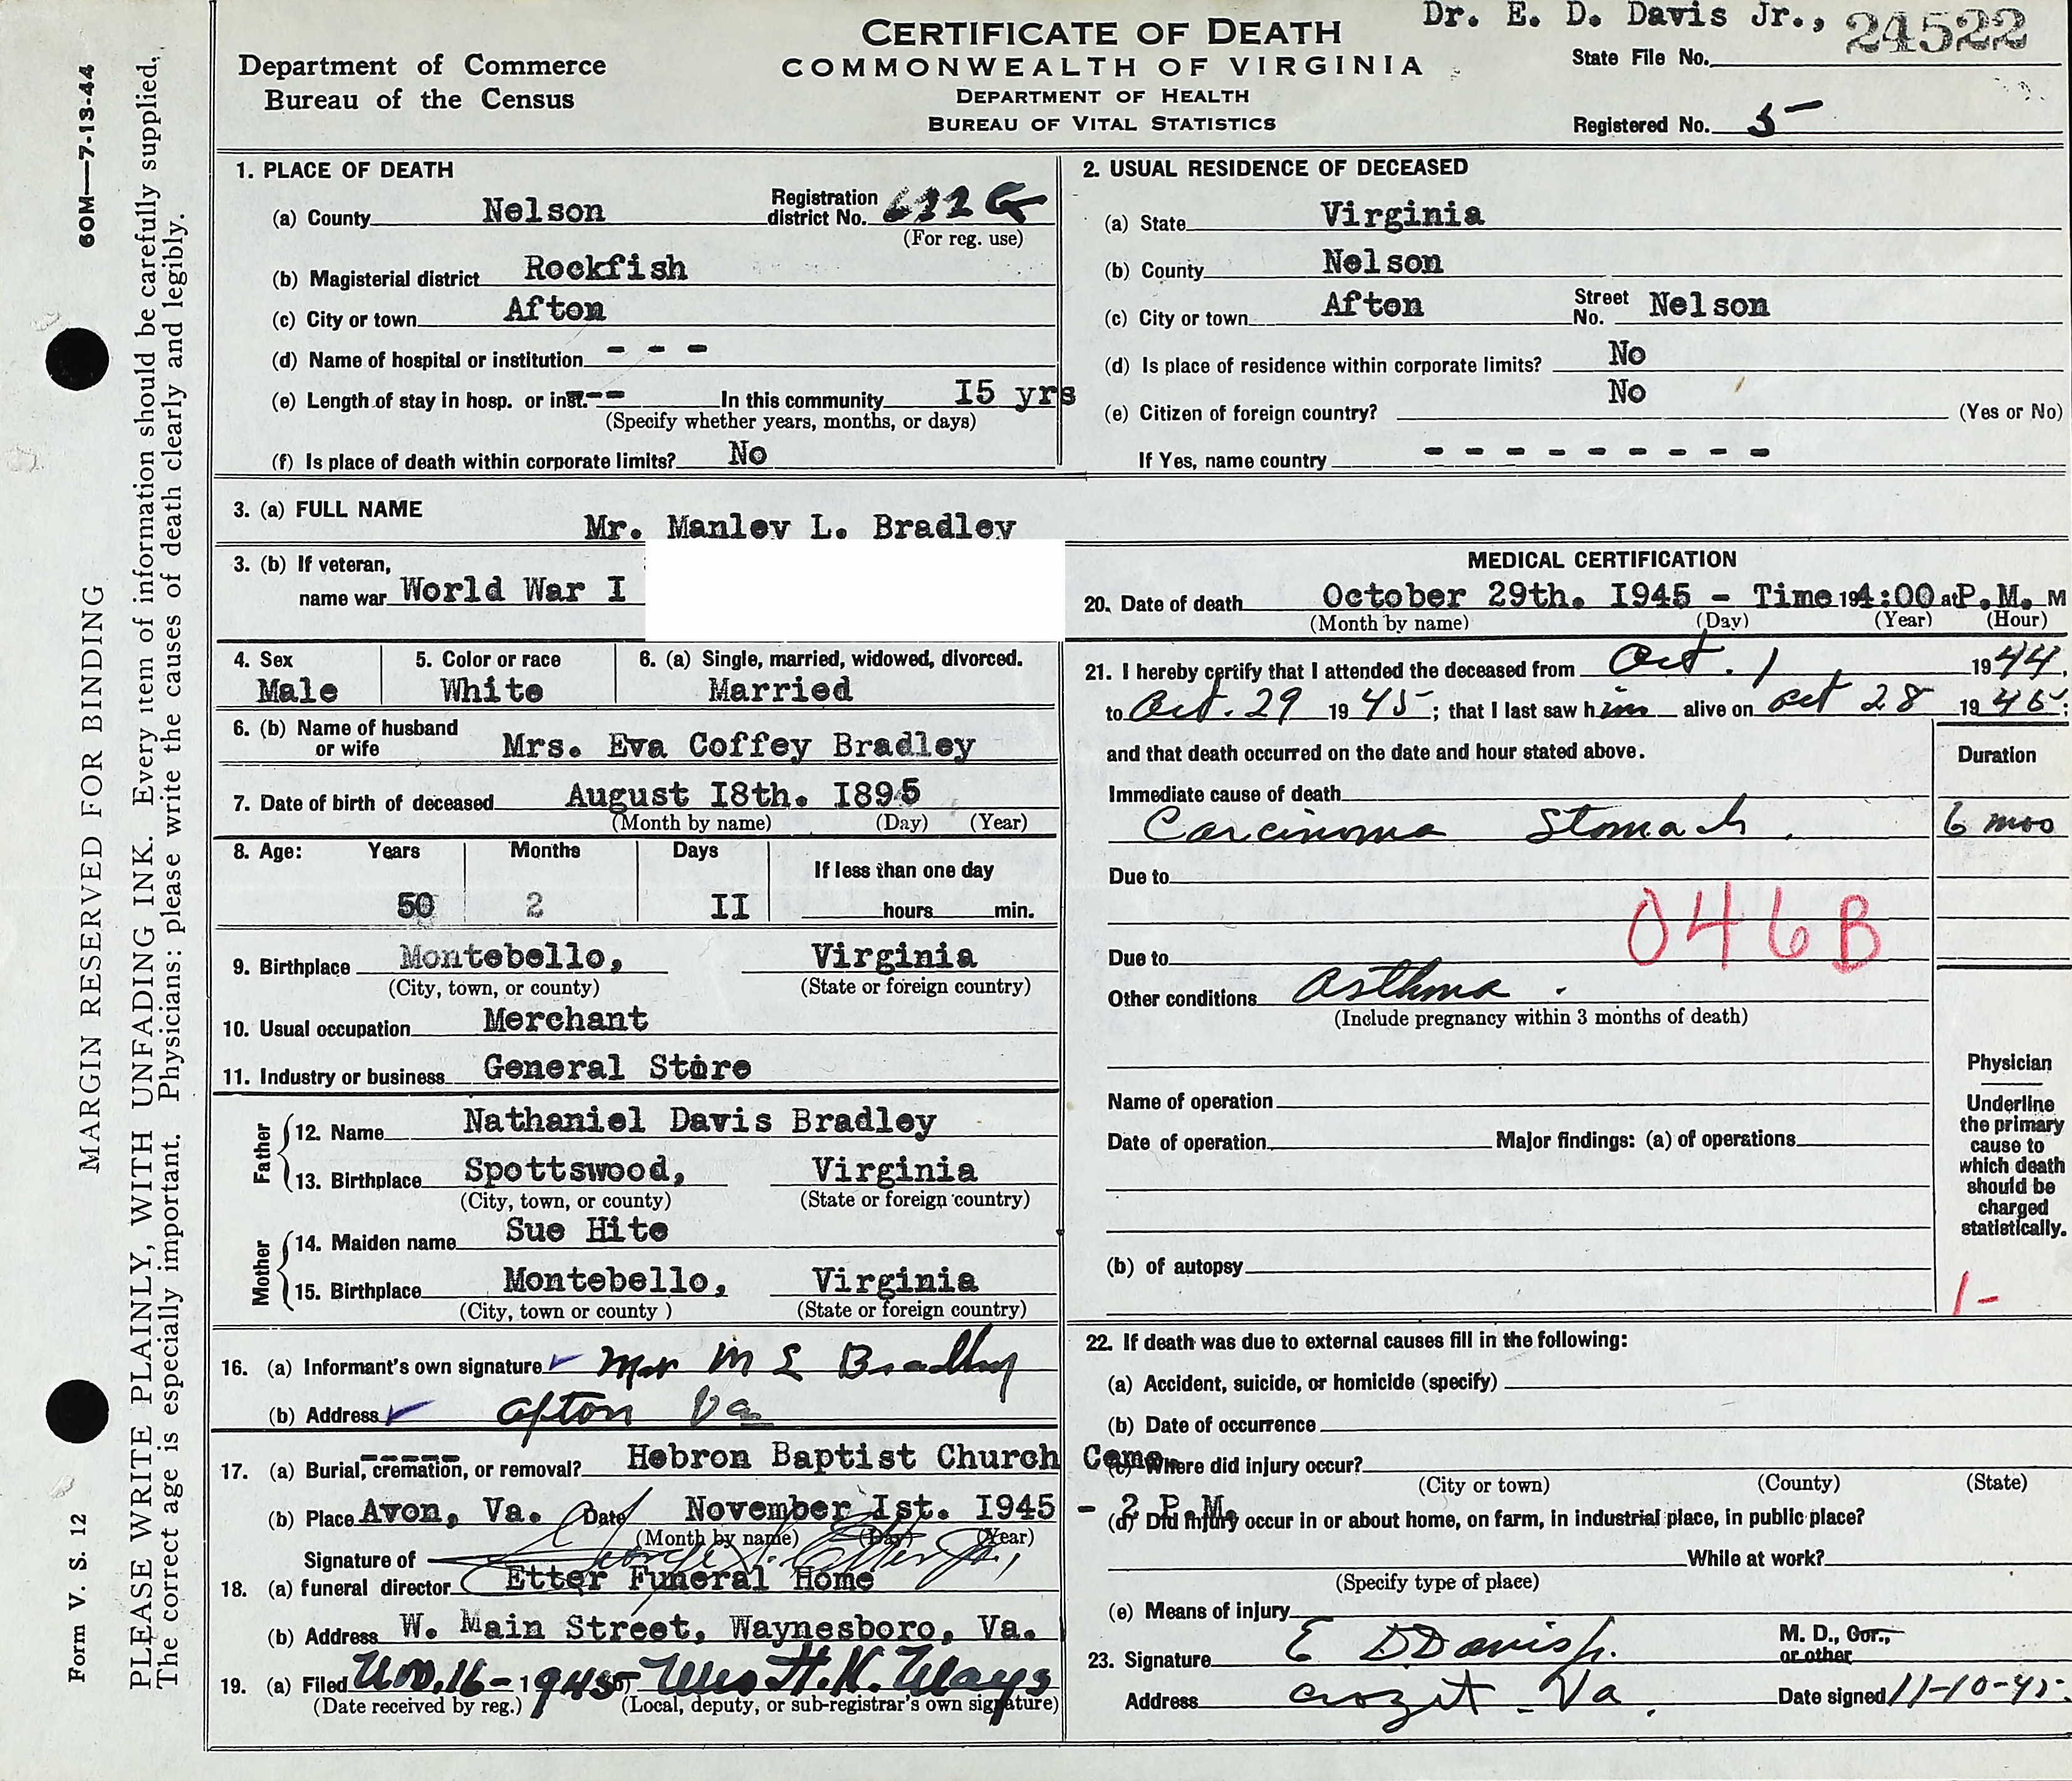 Dr. E. D. Davis Jr.,
24522
CERTIFICATE OF DEATH
COMMONWEALTH OF VIRGINIA
DEPARTMENT OF HEALTH
BUREAU OF VITAL STATISTICS
Department of Commerce
Bureau of the Census
State File No.
Registered No. 5
60M—7-13-44
MARGIN RESERVED FOR BINDING
PLEASE WRITE PLAINLY, WITH UNFADING INK. Every item of information should be carefully supplied.
The correct age is especially important. Physicians: please write the causes of death clearly and legibly.
Form V. S. 12
1. PLACE OF DEATH
(a) County Nelson Registration district No.
(For reg. use)
(b) Magisterial district Rockfish
(c) City or town Afton
(d) Name of hospital or institution - - -
(e) Length of stay in hosp. or inst. -- In this community I5 yrs
(Specify whether years, months, or days)
(f) Is place of death within corporate limits? No
2. USUAL RESIDENCE OF DECEASED
(a) State Virginia
(b) County Nelson
(c) City or town Afton Street No. Nelson
(d) Is place of residence within corporate limits? No
(e) Citizen of foreign country? No (Yes or No)
If Yes, name country - - - - - - - - -
3. (a) FULL NAME Mr. Manley L. Bradley
3. (b) If veteran,
name war World War I
4. Sex Male
5. Color or race White
6. (a) Single, married, widowed, divorced. Married
6. (b) Name of husband or wife Mrs. Eva Coffey Bradley
7. Date of birth of deceased August I8th. I895
(Month by name) (Day) (Year)
8. Age: Years Months Days If less than one day
50 2 II hours min.
9. Birthplace Montebello, Virginia
(City, town, or county) (State or foreign country)
10. Usual occupation Merchant
11. Industry or business General Store
Father
12. Name Nathaniel Davis Bradley
13. Birthplace Spottswood, Virginia
(City, town, or county) (State or foreign country)
Mother
14. Maiden name Sue Hite
15. Birthplace Montebello, Virginia
(City, town or county) (State or foreign country)
16. (a) Informant's own signature Mrs M L Bradley
(b) Address Afton Va
17. (a) Burial, cremation, or removal? Hebron Baptist Church Ceme.
(b) Place Avon, Va. Date November Ist. I945 - 2 P.M.
(Month by name) (Day) (Year)
Signature of
18. (a) funeral director Etter Funeral Home
(b) Address W. Main Street, Waynesboro, Va.
19. (a) Filed Nov. 16-1945 (b) Mrs H. K. Mays
(Date received by reg.) (Local, deputy, or sub-registrar's own signature)
MEDICAL CERTIFICATION
20. Date of death October 29th. I945 - Time 19 4:00 at P.M. M
(Month by name) (Day) (Year) (Hour)
21. I hereby certify that I attended the deceased from Oct. 1 1944,
to Oct. 29 1945; that I last saw him alive on Oct 28 1945;
and that death occurred on the date and hour stated above.
Duration
Immediate cause of death
Carcinoma Stomach. 6 mos
Due to
046B
Due to
Other conditions Asthma.
(Include pregnancy within 3 months of death)
Name of operation
Date of operation Major findings: (a) of operations
(b) of autopsy
Physician
Underline
the primary
cause to
which death
should be
charged
statistically.
1-
22. If death was due to external causes fill in the following:
(a) Accident, suicide, or homicide (specify)
(b) Date of occurrence
(c) Where did injury occur?
(City or town) (County) (State)
(d) Did injury occur in or about home, on farm, in industrial place, in public place?
While at work?
(Specify type of place)
(e) Means of injury
23. Signature E D Davis Jr. M. D., Cor., or other
Address Crozet - Va. Date signed 11-10-45.